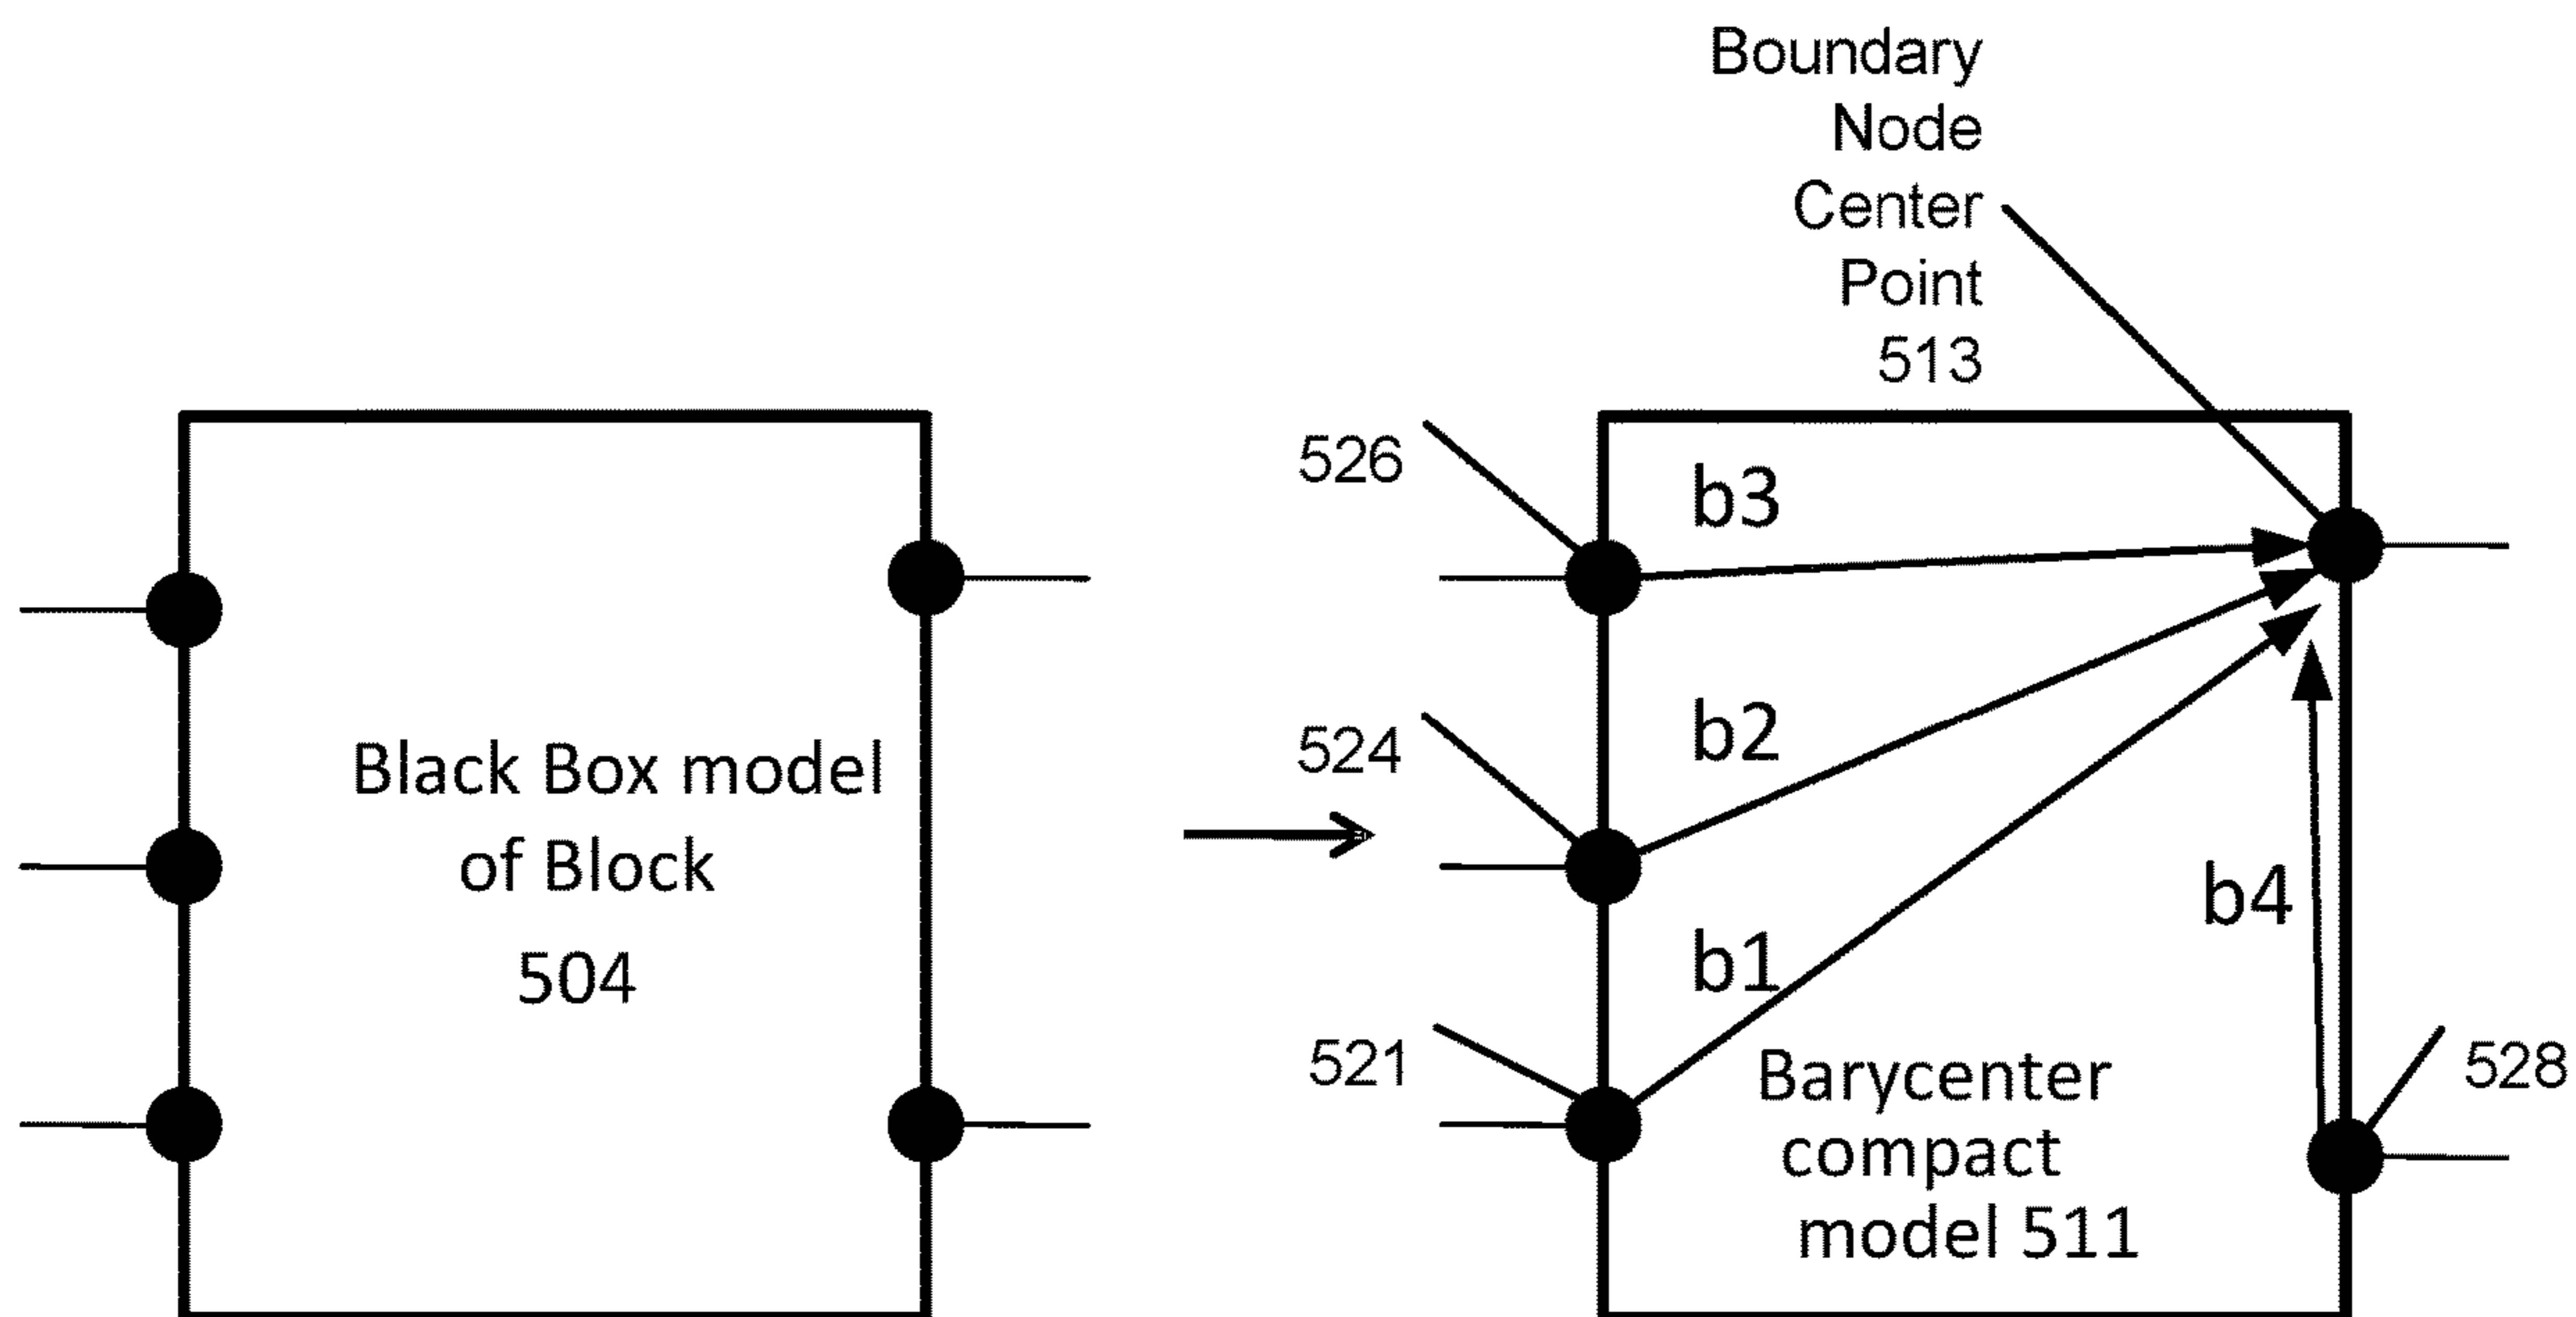 Boundary
Node
Center
Point
513
Black Box model
of Block
504
526
b3
524
b2
b1
b4
521
Barycenter
compact
model 511
528